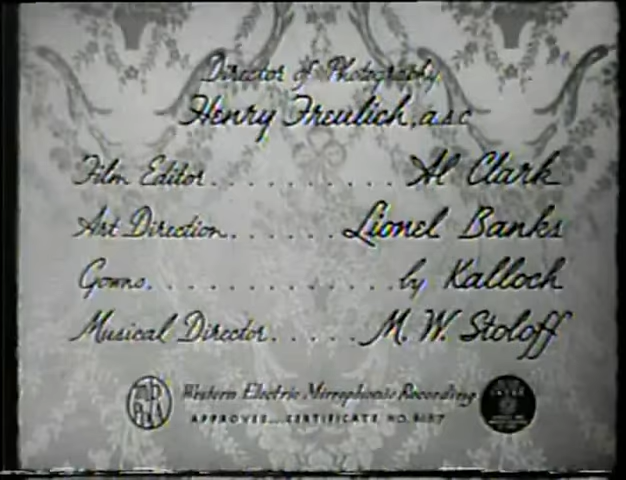 Director of Photography
Henry Freulich, a.s.c
Film Editor.......... Al Clark
Art Direction...... Lionel Banks
Gowns............. by Kalloch
Musical Director..... M. W. Stoloff
Western Electric Mirrophonic Recording
APPROVED...CERTIFICATE NO.